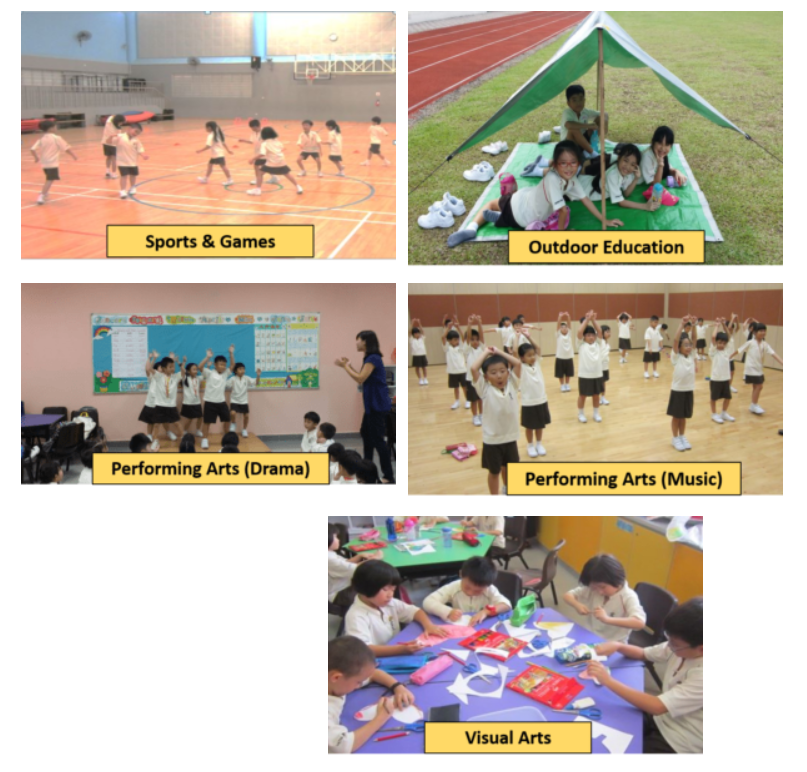 Sports & Games
Outdoor Education
Performing Arts (Drama)
Performing Arts (Music)
Visual Arts